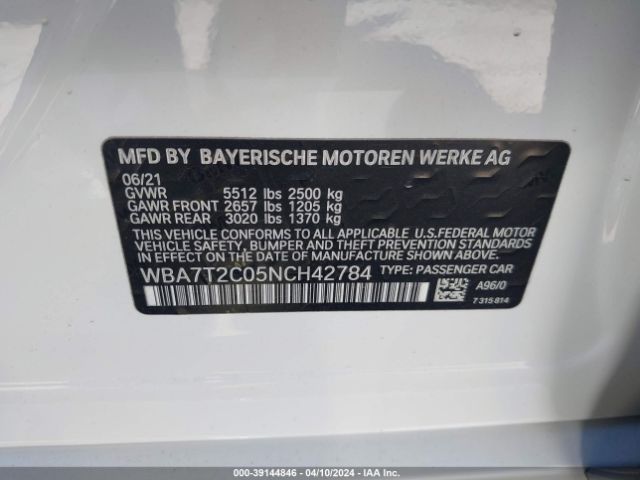 MFD BY BAYERISCHE MOTOREN WERKE AG
06/21
GVWR 5512 lbs 2500 kg
GAWR FRONT 2657 lbs 1205 kg
GAWR REAR 3020 lbs 1370 kg
THIS VEHICLE CONFORMS TO ALL APPLICABLE U.S.FEDERAL MOTOR
VEHICLE SAFETY, BUMPER AND THEFT PREVENTION STANDARDS
IN EFFECT ON THE DATE OF MANUFACTURE SHOWN ABOVE.
WBA7T2C05NCH42784 TYPE: PASSENGER CAR
A96/0
7315814
000-39144846 - 04/10/2024 - IAA Inc.